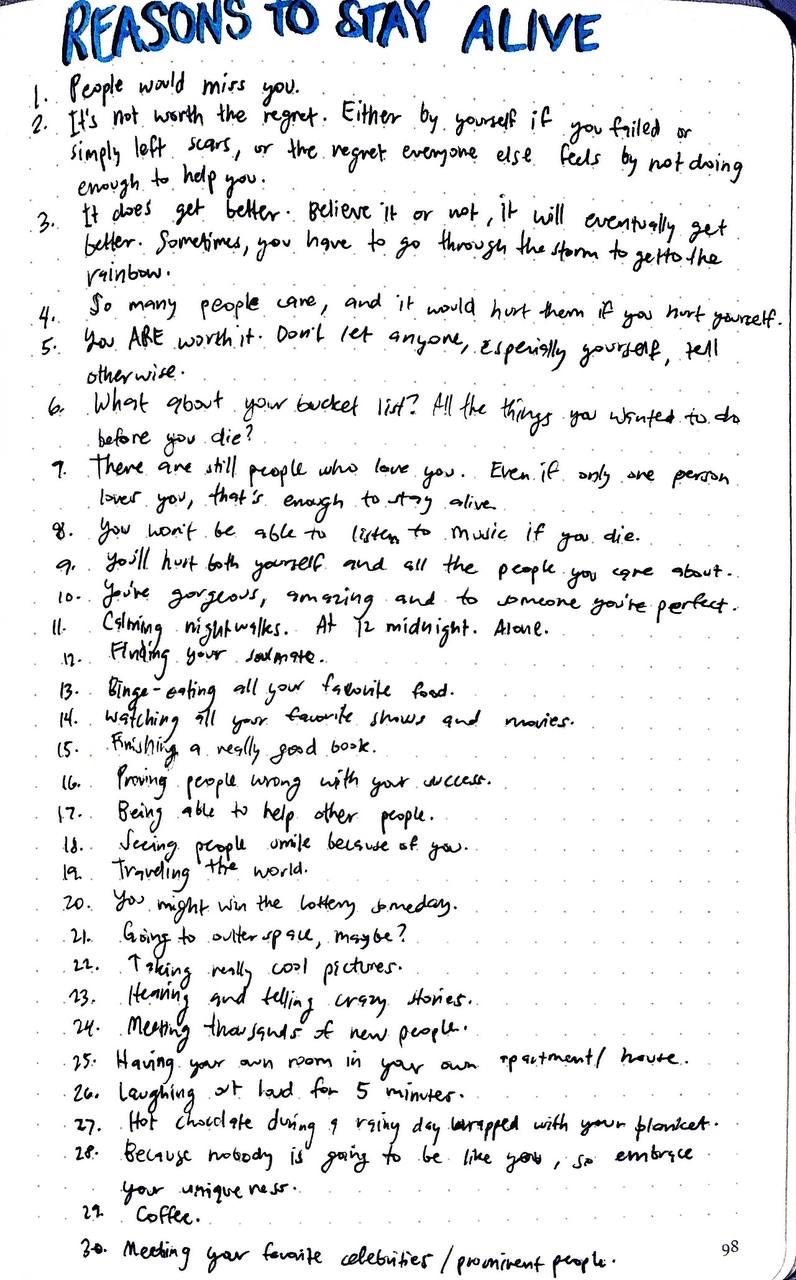 REASONS TO STAY ALIVE
1. People would miss you.
2. It's not worth the regret. Either by yourself if you failed or
simply left scars, or the regret everyone else feels by not doing
enough to help you.
3. It does get better. Believe it or not, it will eventually get
better. Sometimes, you have to go through the storm to get to the
rainbow.
4. So many people care, and it would hurt them if you hurt yourself.
5. You ARE worth it. Don't let anyone, especially yourself, tell
otherwise.
6. What about your bucket list? All the things you wanted to do
before you die?
7. There are still people who love you. Even if only one person
loves you, that's enough to stay alive.
8. You won't be able to listen to music if you die.
9. You'll hurt both yourself and all the people you care about.
10. You're gorgeous, amazing and to someone you're perfect.
11. Calming nightwalks. At 12 midnight. Alone.
12. Finding your soulmate.
13. Binge-eating all your favorite food.
14. Watching all your favorite shows and movies.
15. Finishing a really good book.
16. Proving people wrong with your success.
17. Being able to help other people.
18. Seeing people smile because of you.
19. Traveling the world.
20. You might win the lottery someday.
21. Going to outer space, maybe?
22. Taking really cool pictures.
23. Hearing and telling crazy stories.
24. Meeting thousands of new people.
25. Having your own room in your own apartment/house.
26. Laughing out loud for 5 minutes.
27. Hot chocolate during a rainy day wrapped with your blanket.
28. Because nobody is going to be like you, so embrace
your uniqueness.
29. Coffee.
30. Meeting your favorite celebrities/prominent people.
98